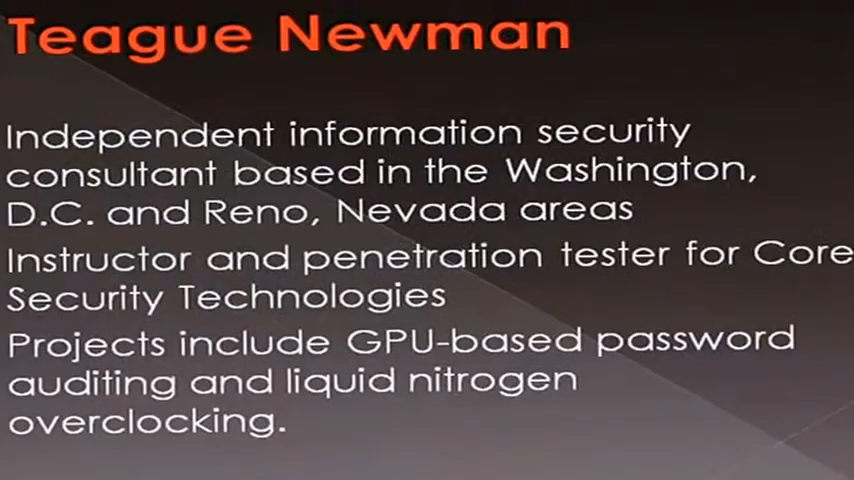 Teague Newman
Independent information security
consultant based in the Washington,
D.C. and Reno, Nevada areas
Instructor and penetration tester for Core
Security Technologies
Projects include GPU-based password
auditing and liquid nitrogen
overclocking.